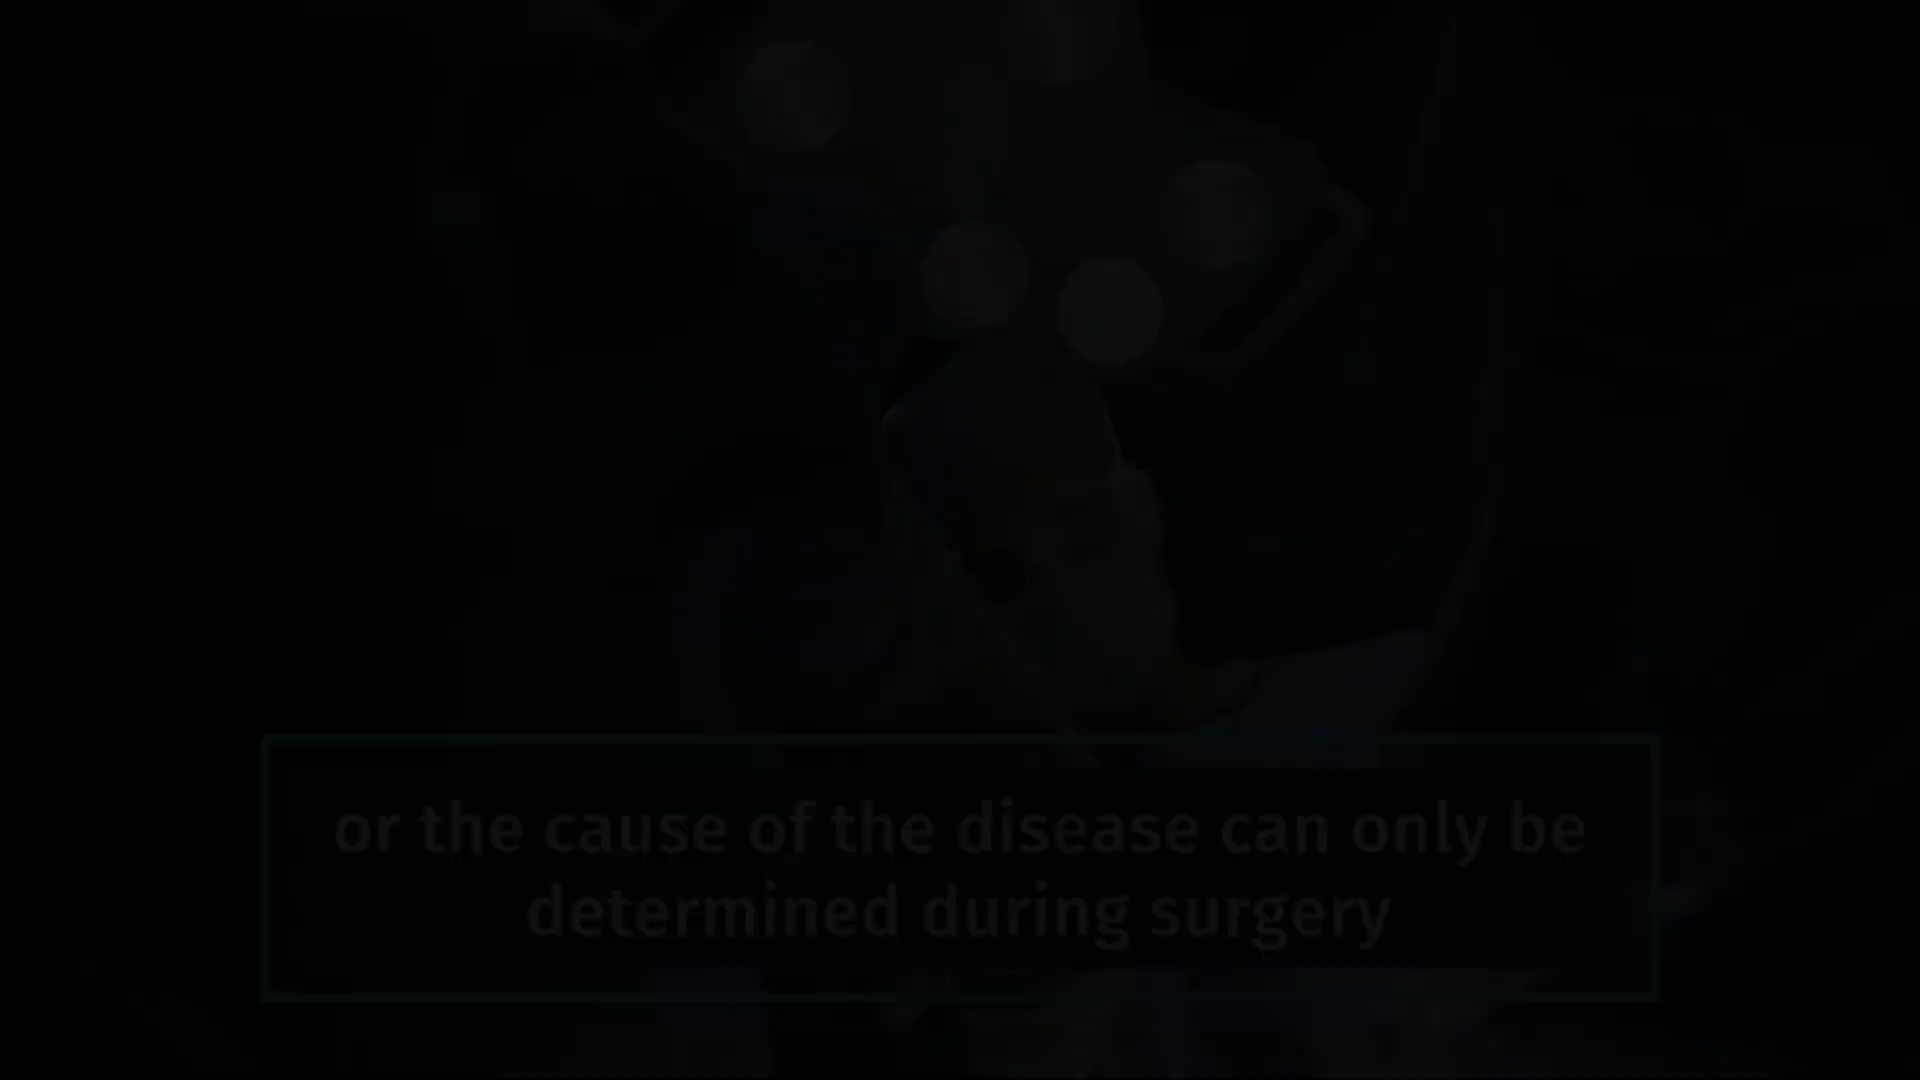 or the cause of the disease can only be
determined during surgery